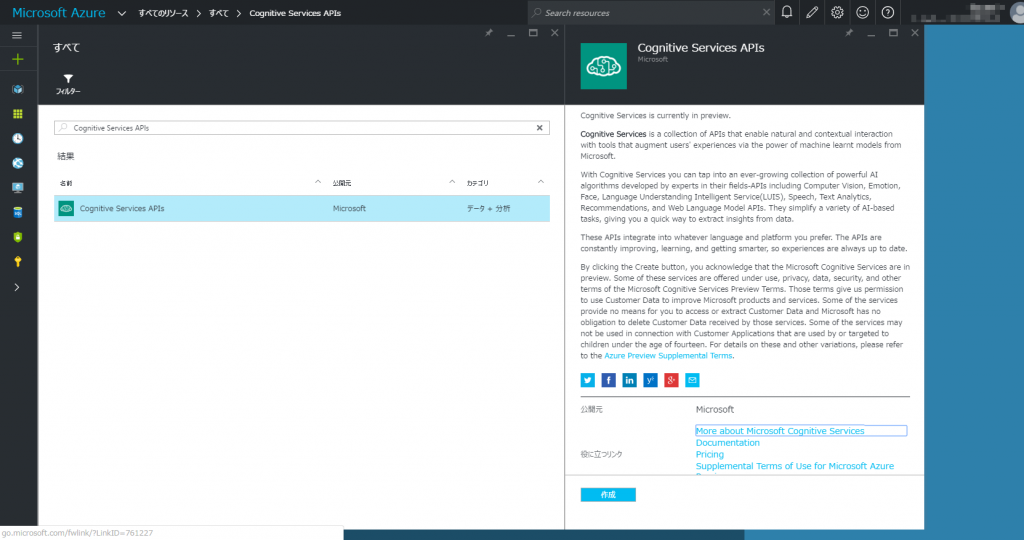 Microsoft Azure すべてのリソース > すべて > Cognitive Services APIs
Search resources
すべて
フィルター
Cognitive Services APIs
結果
名前 公開元 カテゴリ
Cognitive Services APIs Microsoft データ + 分析
Cognitive Services APIs
Microsoft
Cognitive Services is currently in preview.
Cognitive Services is a collection of APIs that enable natural and contextual interaction
with tools that augment users' experiences via the power of machine learnt models from
Microsoft.
With Cognitive Services you can tap into an ever-growing collection of powerful AI
algorithms developed by experts in their fields-APIs including Computer Vision, Emotion,
Face, Language Understanding Intelligent Service(LUIS), Speech, Text Analytics,
Recommendations, and Web Language Model APIs. They simplify a variety of AI-based
tasks, giving you a quick way to extract insights from data.
These APIs integrate into whatever language and platform you prefer. The APIs are
constantly improving, learning, and getting smarter, so experiences are always up to date.
By clicking the Create button, you acknowledge that the Microsoft Cognitive Services are in
preview. Some of these services are offered under use, privacy, data, security, and other
terms of the Microsoft Cognitive Services Preview Terms. Those terms give us permission
to use Customer Data to improve Microsoft products and services. Some of the services
provide no means for you to access or extract Customer Data and Microsoft has no
obligation to delete Customer Data received by those services. Some of the services may
not be used in connection with Customer Applications that are used by or targeted to
children under the age of fourteen. For details on these and other variations, please refer
to the Azure Preview Supplemental Terms.
公開元 Microsoft
More about Microsoft Cognitive Services
Documentation
役に立つリンク Pricing
Supplemental Terms of Use for Microsoft Azure
作成
go.microsoft.com/fwlink/?LinkID=761227